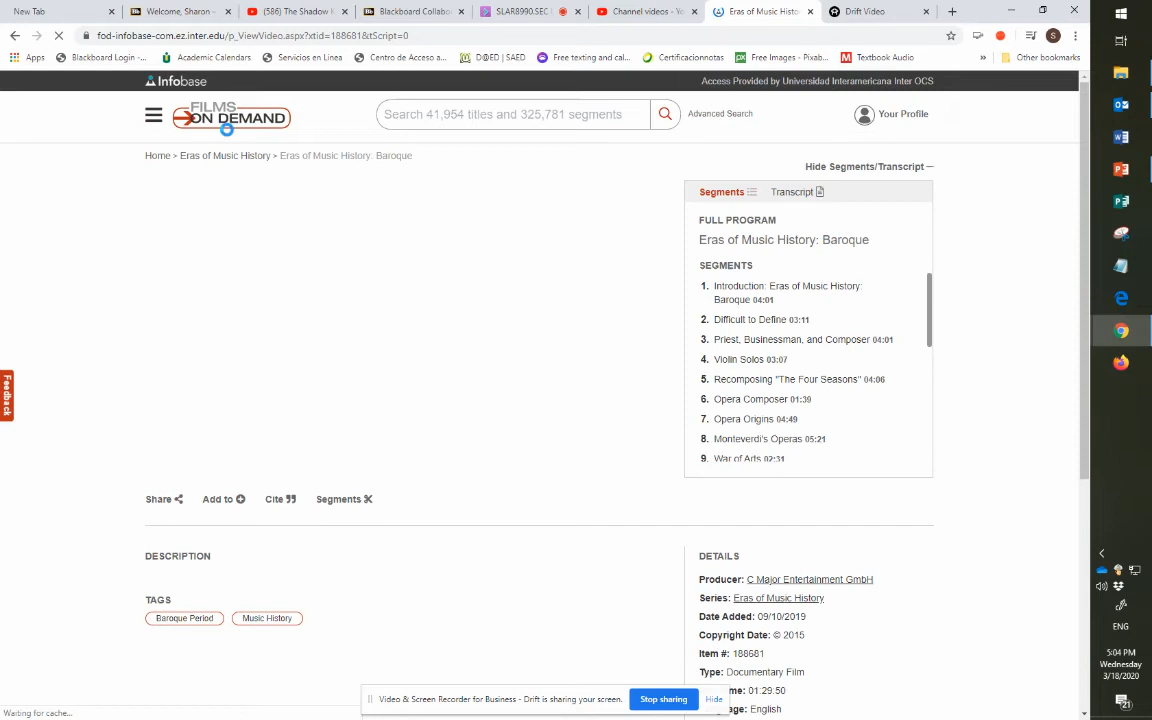 New Tab
Welcome, Sharon –
(586) The Shadow K
Blackboard Collabo
SLAR8990.SEC
Channel videos - Yo
Eras of Music Histo
Drift Video
fod-infobase-com.ez.inter.edu/p_ViewVideo.aspx?xtid=188681&tScript=0
Apps
Blackboard Login -...
Academic Calendars
Servicios en Linea
Centro de Acceso a...
D@ED | SAED
Free texting and cal...
Certificacionnotas
Free Images - Pixab...
Textbook Audio
»
Other bookmarks
Infobase
Access Provided by Universidad Interamericana Inter OCS
FILMS
ON DEMAND
Search 41,954 titles and 325,781 segments
Advanced Search
Your Profile
Home > Eras of Music History > Eras of Music History: Baroque
Hide Segments/Transcript –
Segments
Transcript
FULL PROGRAM
Eras of Music History: Baroque
SEGMENTS
1. Introduction: Eras of Music History:
Baroque 04:01
2. Difficult to Define 03:11
3. Priest, Businessman, and Composer 04:01
4. Violin Solos 03:07
5. Recomposing "The Four Seasons" 04:06
6. Opera Composer 01:39
7. Opera Origins 04:49
8. Monteverdi's Operas 05:21
9. War of Arts 02:31
Feedback
Share
Add to
Cite
Segments
DESCRIPTION
TAGS
Baroque Period
Music History
DETAILS
Producer: C Major Entertainment GmbH
Series: Eras of Music History
Date Added: 09/10/2019
Copyright Date: © 2015
Item #: 188681
Type: Documentary Film
me: 01:29:50
Language: English
Video & Screen Recorder for Business - Drift is sharing your screen.
Stop sharing
Hide
Waiting for cache...
ENG
5:04 PM
Wednesday
3/18/2020
21